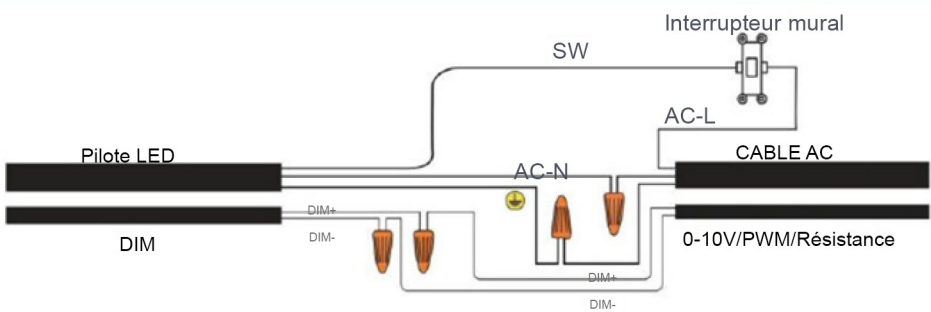 Interrupteur mural
SW
AC-L
Pilote LED
CABLE AC
AC-N
DIM+
DIM
DIM-
0-10V/PWM/Résistance
DIM+
DIM-